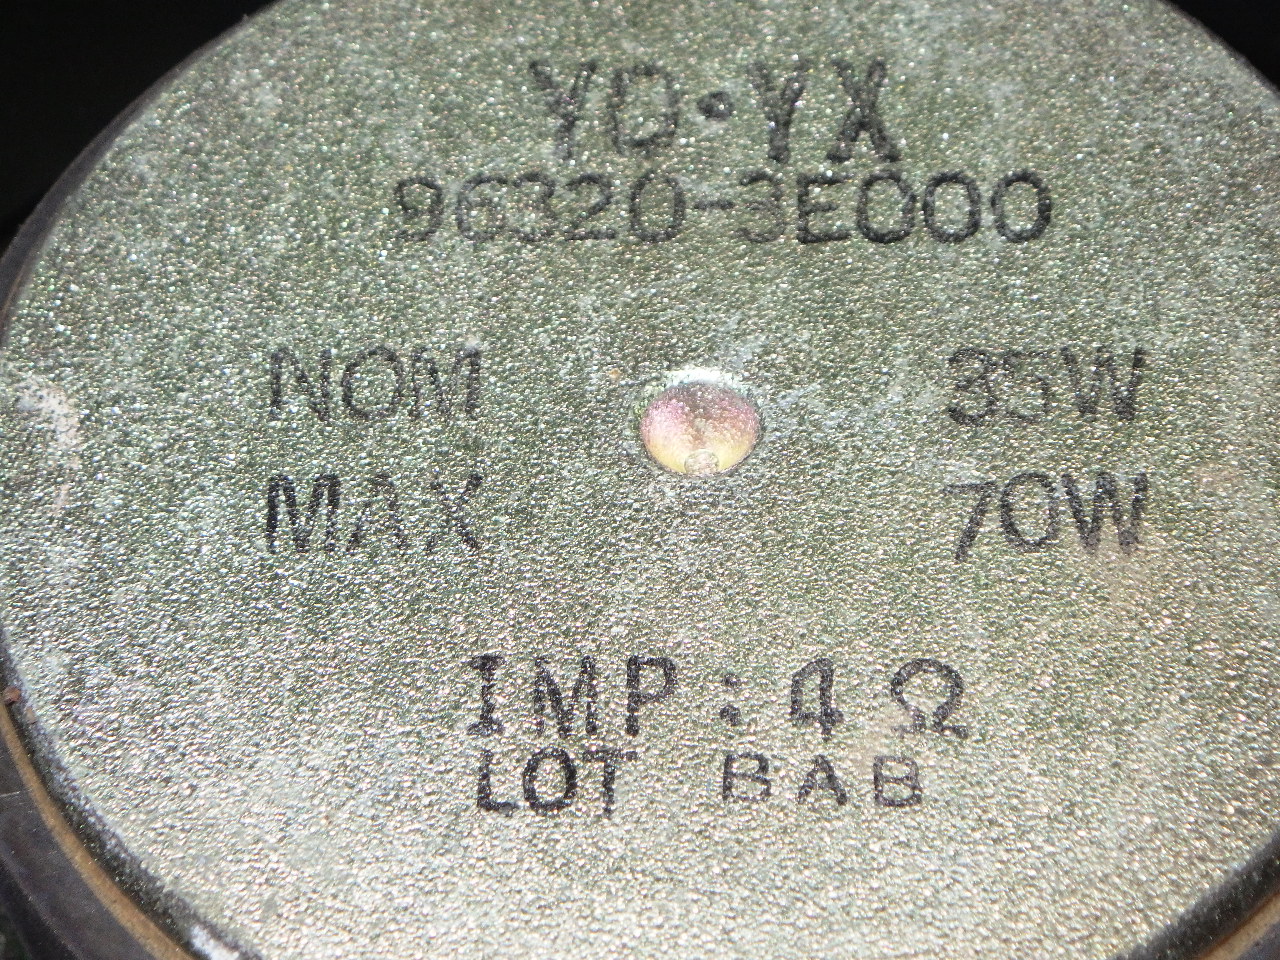 YD·YX
96320-3E000
NOM 35W
MAX 70W
IMP:4Ω
LOT BAB